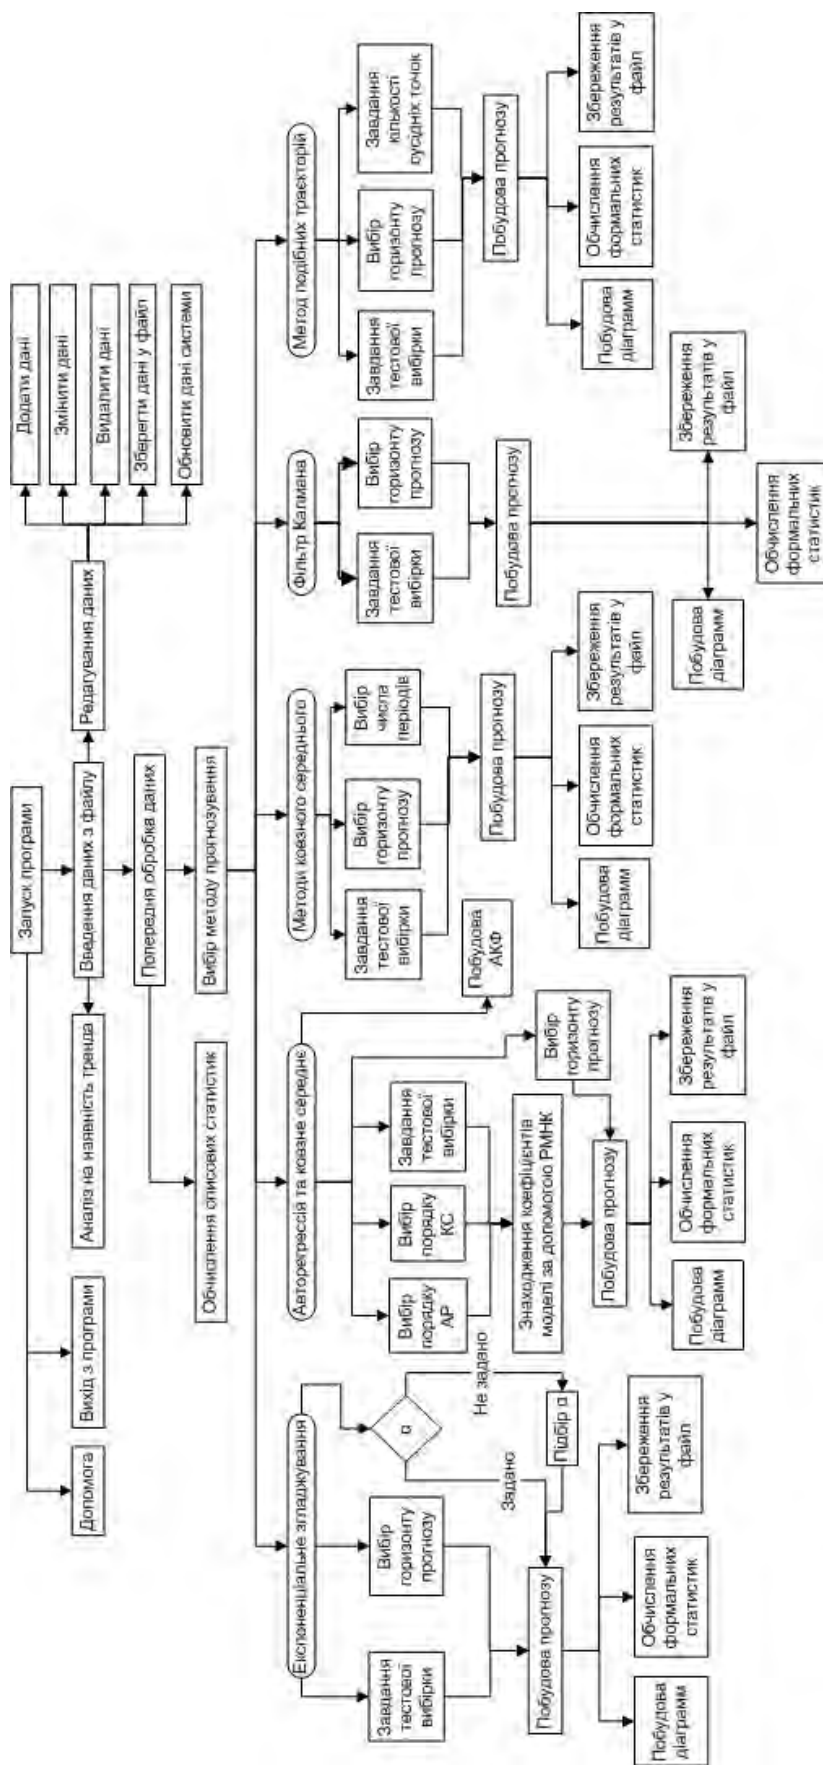 Запуск програми
Допомога
Вихід з програми
Аналіз на наявність тренда
Введення даних з файлу
Редагування даних
Додати дані
Змінити дані
Видалити дані
Зберегти дані у файл
Обновити дані системи
Попередня обробка даних
Обчислення описових статистик
Вибір методу прогнозування
Експоненціальне згладжування
Авторегрессій та ковзне середнє
Методи ковзного середнього
Фільтр Калмана
Метод подібних траєкторій
Завдання
тестової
вибірки
Вибір
горизонту
прогнозу
α
Не задано
Задано
Підбір α
Побудова прогнозу
Побудова
діаграмм
Обчислення
формальних
статистик
Збереження
результатів у
файл
Вибір
порядку
АР
Вибір
порядку
КС
Завдання
тестової
вибірки
Побудова
АКФ
Вибір
горизонту
прогнозу
Знаходження коефіцієнтів
моделі за допомогою РМНК
Побудова прогнозу
Побудова
діаграмм
Обчислення
формальних
статистик
Збереження
результатів у
файл
Завдання
тестової
вибірки
Вибір
горизонту
прогнозу
Вибір
числа
періодів
Побудова прогнозу
Побудова
діаграмм
Обчислення
формальних
статистик
Збереження
результатів у
файл
Завдання
тестової
вибірки
Вибір
горизонту
прогнозу
Побудова прогнозу
Побудова
діаграмм
Обчислення
формальних
статистик
Збереження
результатів у
файл
Завдання
тестової
вибірки
Вибір
горизонту
прогнозу
Завдання
кількості
сусідніх точок
Побудова прогнозу
Побудова
діаграмм
Обчислення
формальних
статистик
Збереження
результатів у
файл